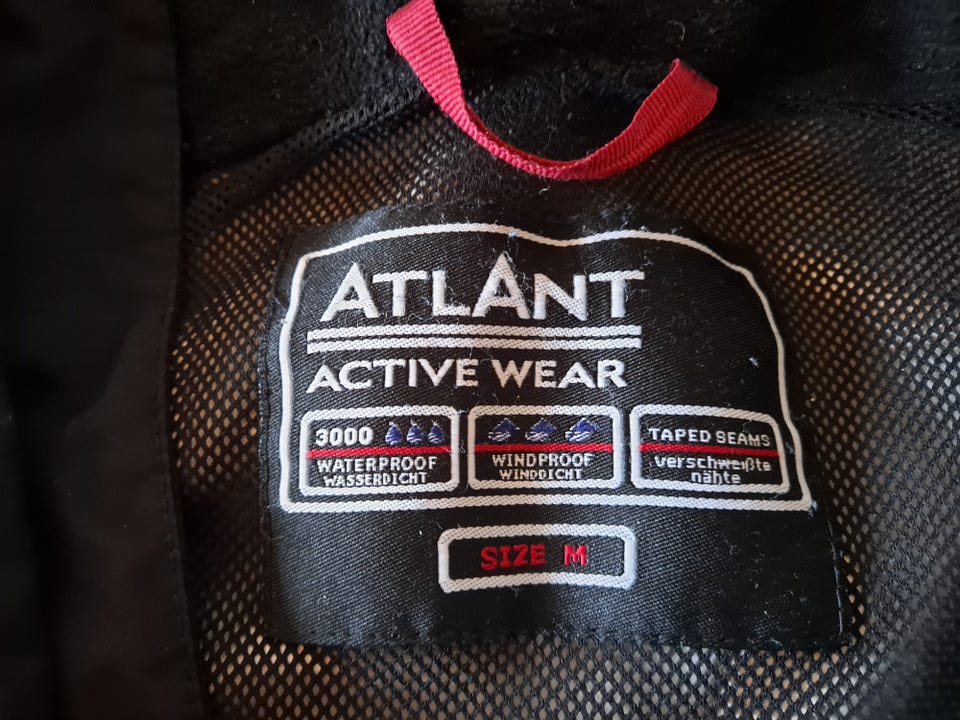 ATLANT
ACTIVE WEAR
3000
WATERPROOF
WASSERDICHT
WINDPROOF
WINDDICHT
TAPED SEAMS
verschweißte
nähte
SIZE M